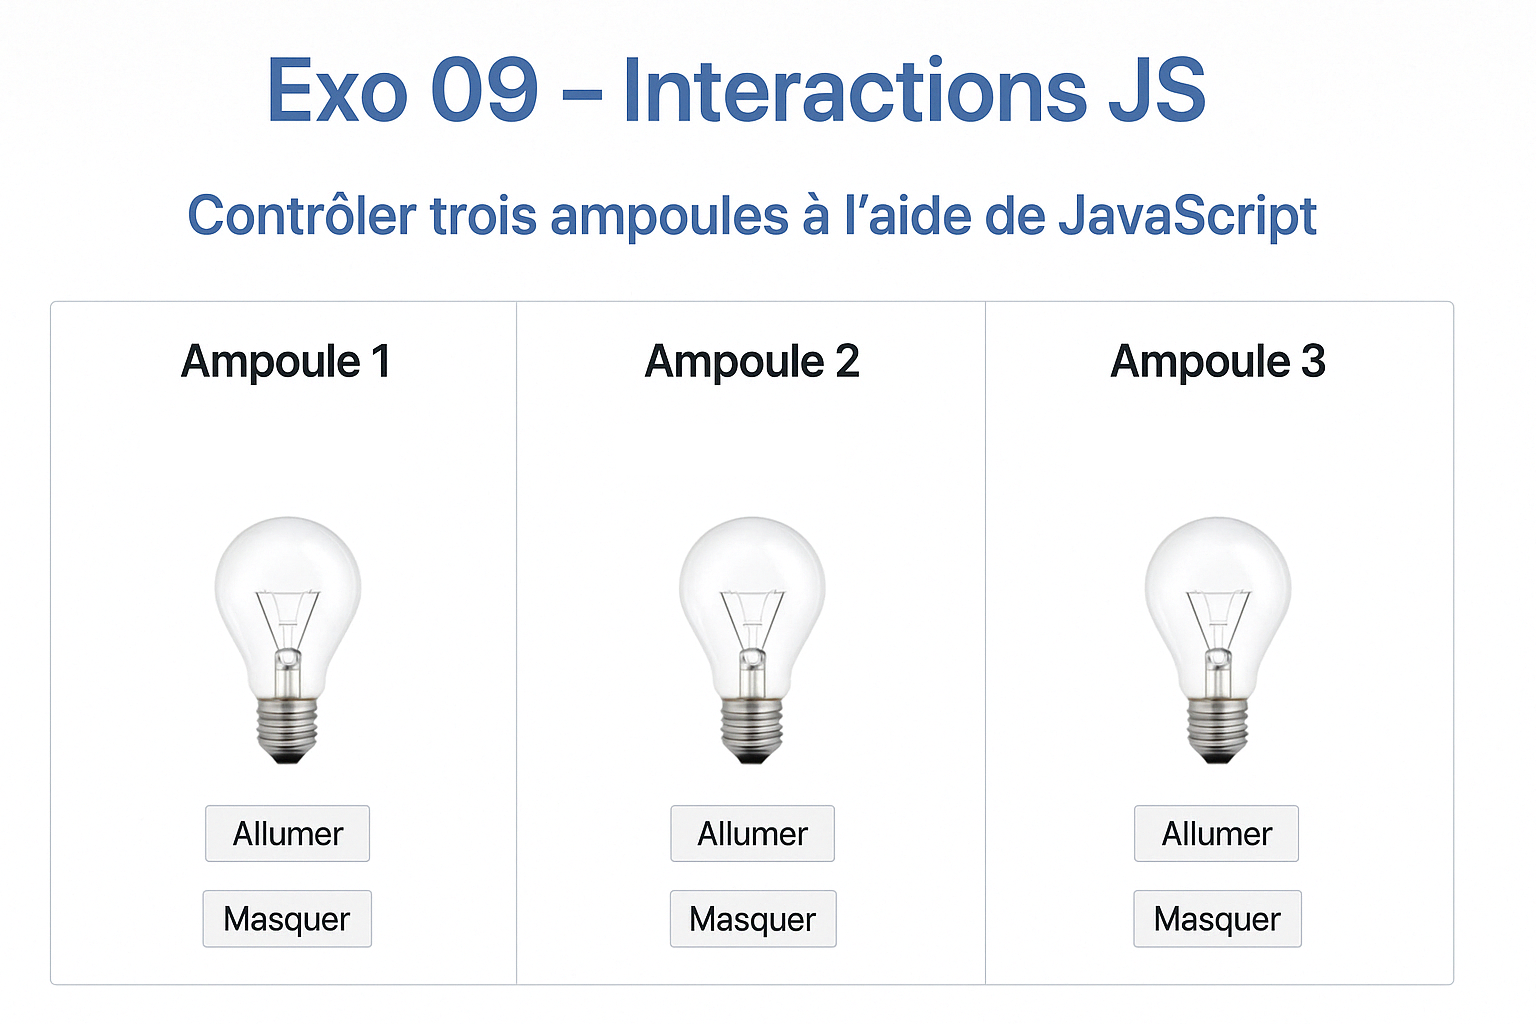 Exo 09 – Interactions JS
Contrôler trois ampoules à l’aide de JavaScript
Ampoule 1
Ampoule 2
Ampoule 3
Allumer
Allumer
Allumer
Masquer
Masquer
Masquer